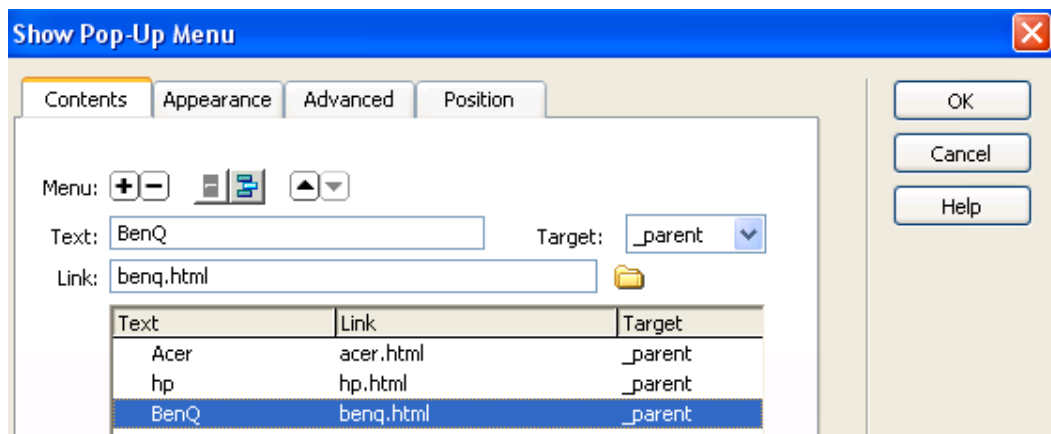 Show Pop-Up Menu
Contents Appearance Advanced Position
OK
Cancel
Help
Menu:
Text: BenQ Target: _parent
Link: benq.html
Text Link Target
Acer acer.html _parent
hp hp.html _parent
BenQ benq.html _parent